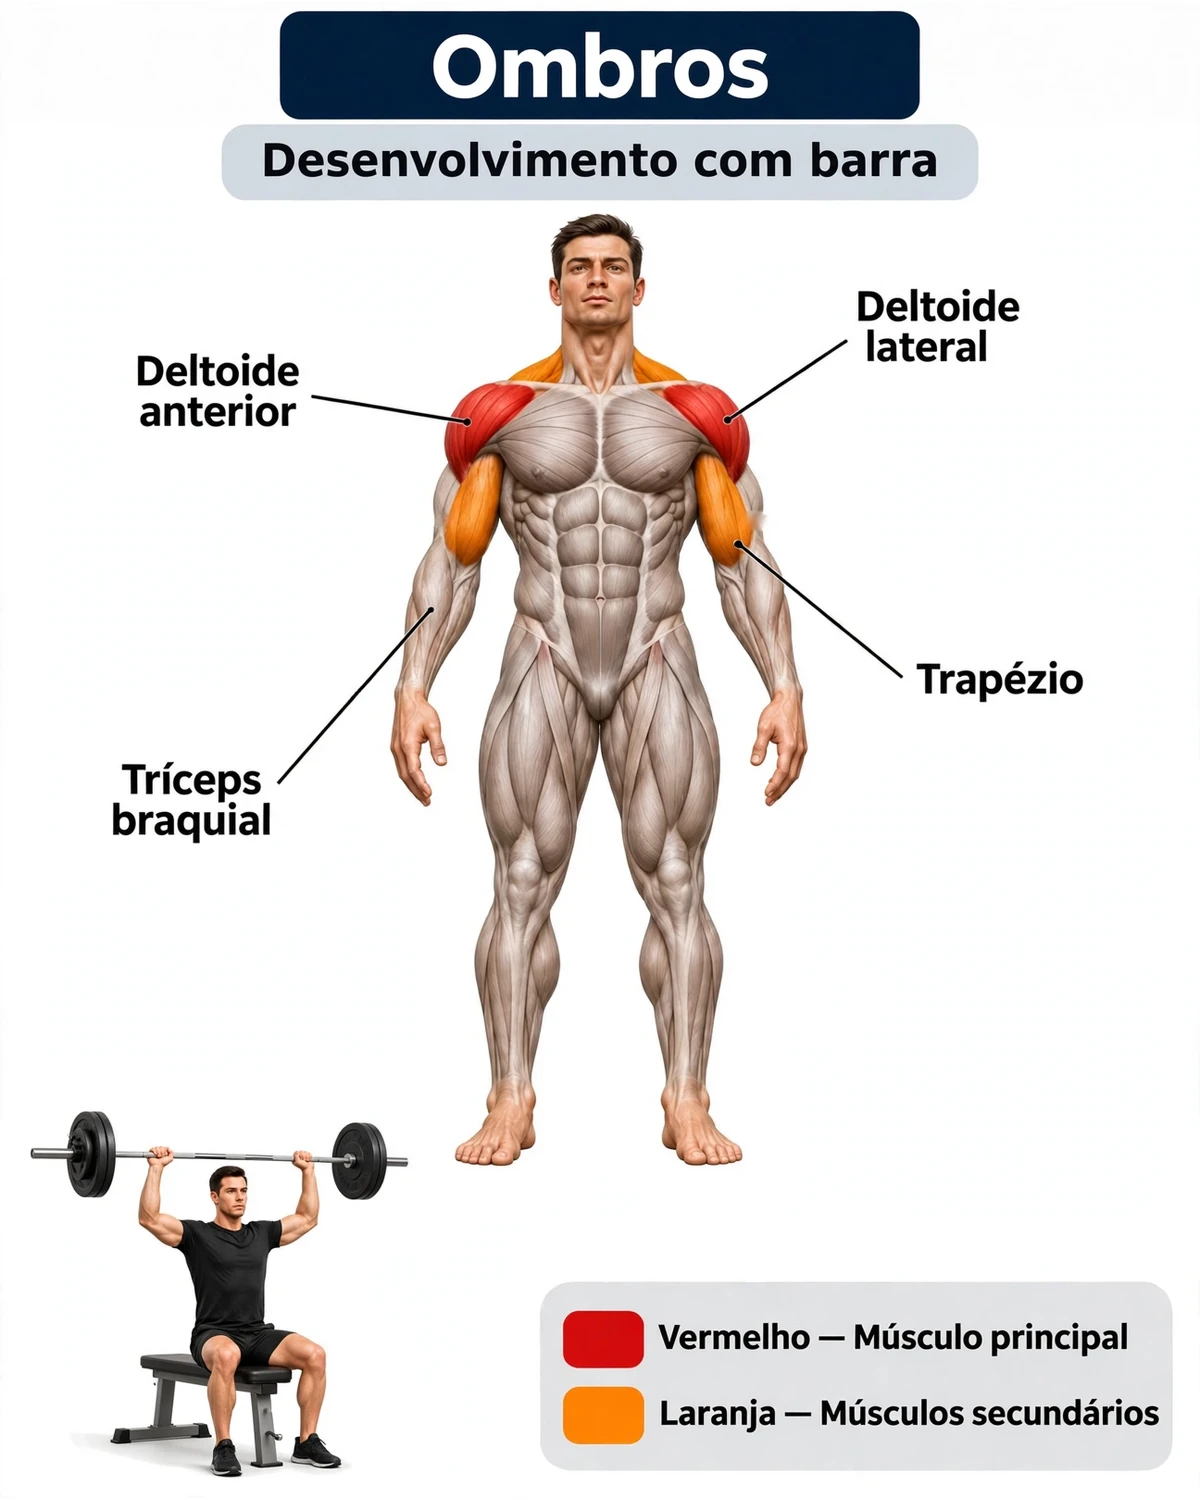 Ombros
Desenvolvimento com barra
Deltoide
lateral
Deltoide
anterior
Trapézio
Tríceps
braquial
Vermelho — Músculo principal
Laranja — Músculos secundários